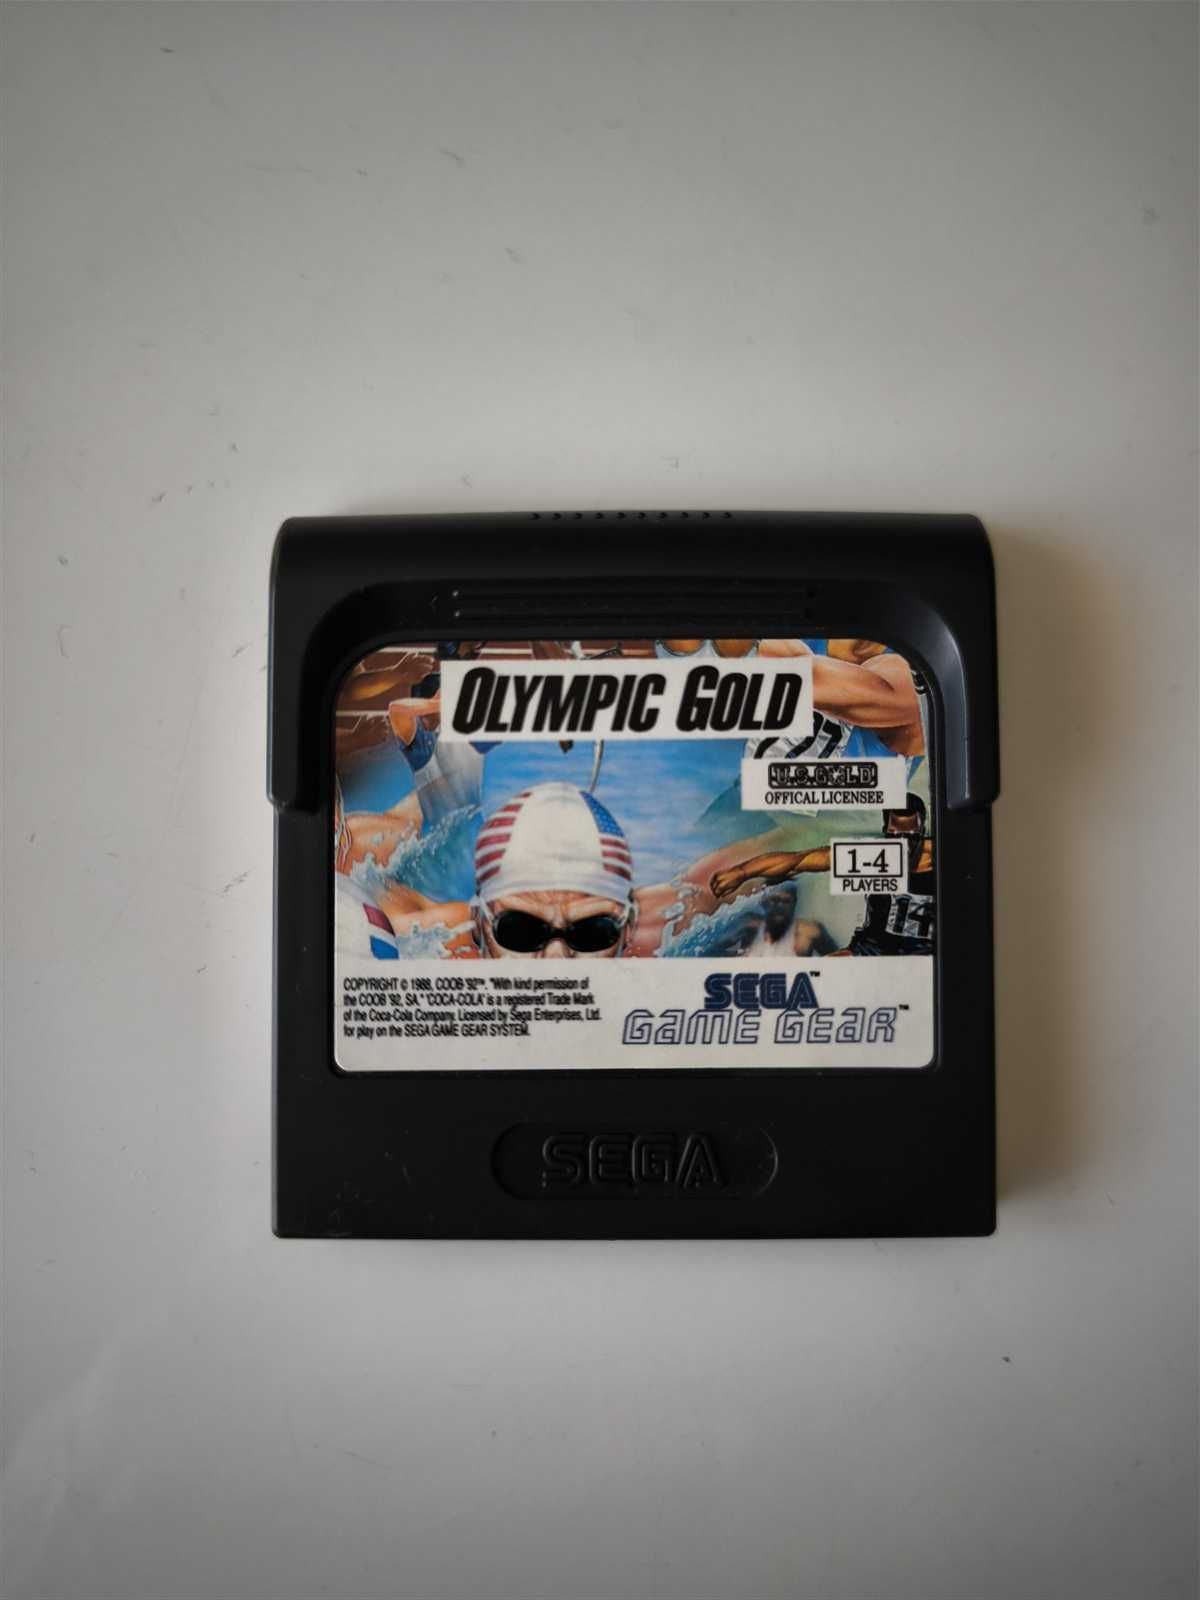 OLYMPIC GOLD
U.S. GOLD
OFFICAL LICENSEE
1-4
PLAYERS
14
COPYRIGHT © 1988, COOB '92™. "With kind permission of
the COOB '92, SA." 'COCA-COLA' is a registered Trade Mark
of the Coca-Cola Company. Licensed by Sega Enterprises, Ltd.
for play on the SEGA GAME GEAR SYSTEM.
SEGA™
GAME GEAR™
SEGA